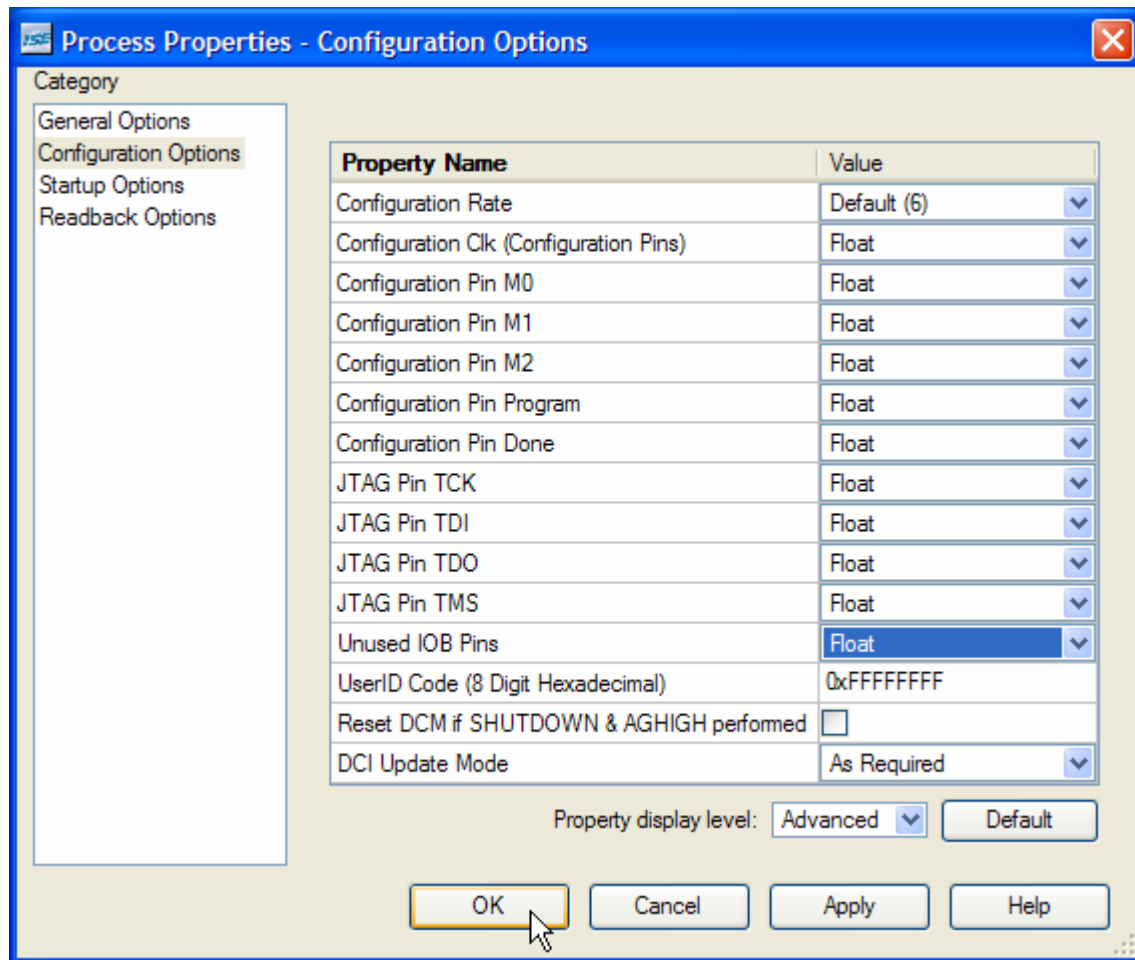 ISE Process Properties - Configuration Options
Category
General Options
Configuration Options
Startup Options
Readback Options
Property Name Value
Configuration Rate Default (6)
Configuration Clk (Configuration Pins) Float
Configuration Pin M0 Float
Configuration Pin M1 Float
Configuration Pin M2 Float
Configuration Pin Program Float
Configuration Pin Done Float
JTAG Pin TCK Float
JTAG Pin TDI Float
JTAG Pin TDO Float
JTAG Pin TMS Float
Unused IOB Pins Float
UserID Code (8 Digit Hexadecimal) 0xFFFFFFFF
Reset DCM if SHUTDOWN & AGHIGH performed
DCI Update Mode As Required
Property display level: Advanced Default
OK Cancel Apply Help